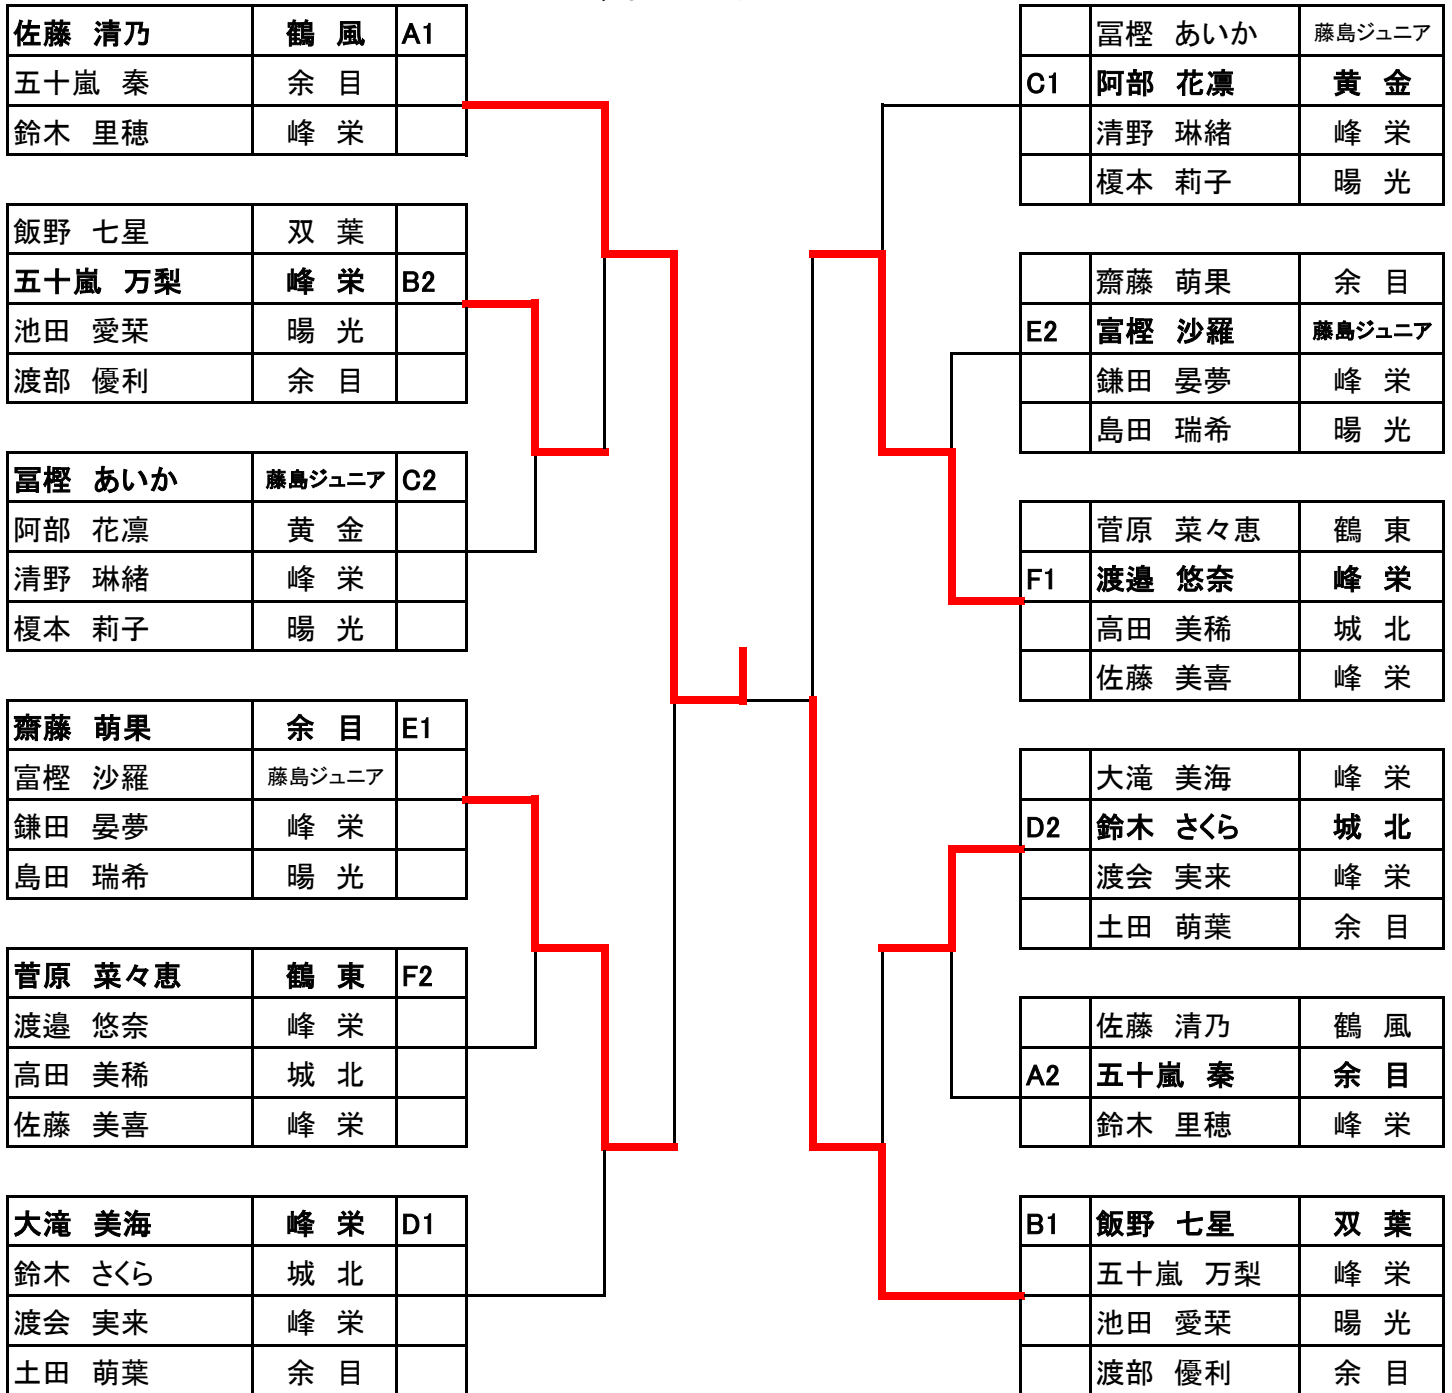 佐藤 清乃 鶴 風 A1
五十嵐 秦 余 目
鈴木 里穂 峰 栄
飯野 七星 双 葉
五十嵐 万梨 峰 栄 B2
池田 愛栞 暘 光
渡部 優利 余 目
冨樫 あいか 藤島ジュニア C2
阿部 花凛 黄 金
清野 琳緒 峰 栄
榎本 莉子 暘 光
齋藤 萌果 余 目 E1
富樫 沙羅 藤島ジュニア
鎌田 晏夢 峰 栄
島田 瑞希 暘 光
菅原 菜々恵 鶴 東 F2
渡邉 悠奈 峰 栄
高田 美稀 城 北
佐藤 美喜 峰 栄
大滝 美海 峰 栄 D1
鈴木 さくら 城 北
渡会 実来 峰 栄
土田 萌葉 余 目
冨樫 あいか 藤島ジュニア
C1 阿部 花凛 黄 金
清野 琳緒 峰 栄
榎本 莉子 暘 光
齋藤 萌果 余 目
E2 富樫 沙羅 藤島ジュニア
鎌田 晏夢 峰 栄
島田 瑞希 暘 光
菅原 菜々恵 鶴 東
F1 渡邉 悠奈 峰 栄
高田 美稀 城 北
佐藤 美喜 峰 栄
大滝 美海 峰 栄
D2 鈴木 さくら 城 北
渡会 実来 峰 栄
土田 萌葉 余 目
佐藤 清乃 鶴 風
A2 五十嵐 秦 余 目
鈴木 里穂 峰 栄
B1 飯野 七星 双 葉
五十嵐 万梨 峰 栄
池田 愛栞 暘 光
渡部 優利 余 目